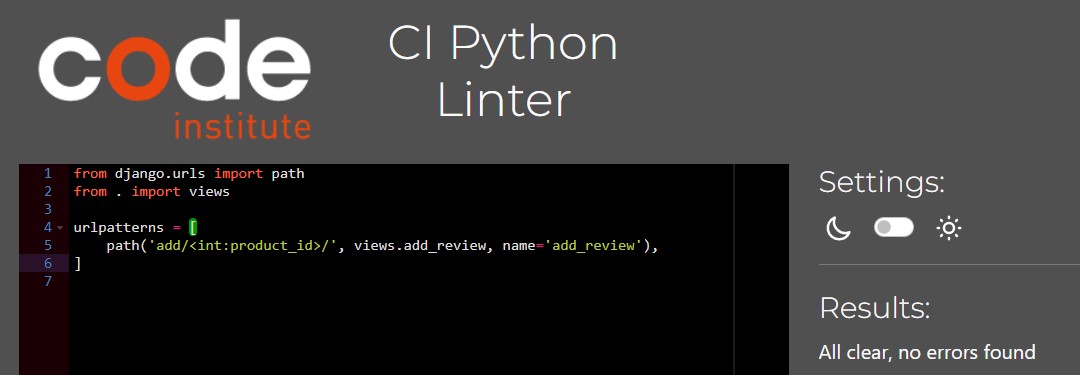 code
institute
CI Python
Linter
1 from django.urls import path
2 from . import views
3
4 urlpatterns = [
5     path('add/<int:product_id>/', views.add_review, name='add_review'),
6 ]
7
Settings:
Results:
All clear, no errors found